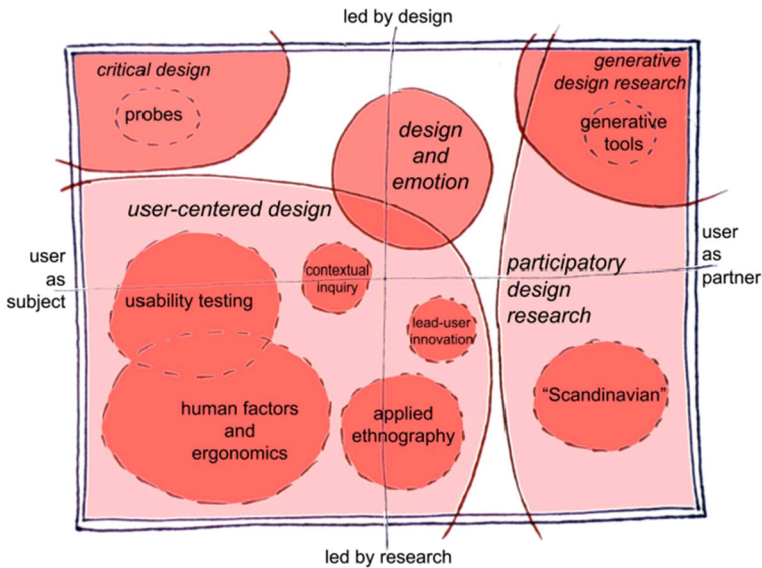 led by design
critical design
probes
generative
design research
generative
tools
design
and
emotion
user-centered design
user
as
subject
usability testing
contextual
inquiry
lead-user
innovation
participatory
design
research
user
as
partner
human factors
and
ergonomics
applied
ethnography
“Scandinavian”
led by research